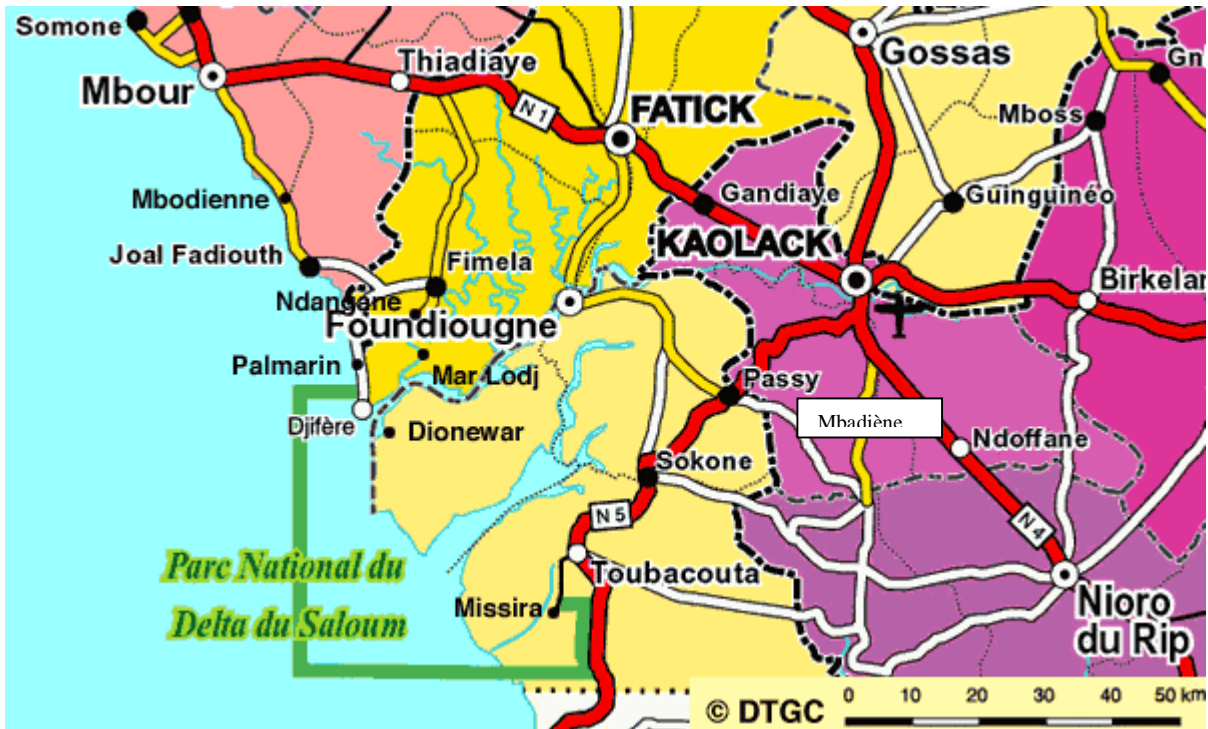 Somone
Mbour
Thiadiaye
N 1
FATICK
Gossas
Gn
Mboss
Mbodienne
Gandiaye
Guinguinéo
Joal Fadiouth
Fimela
KAOLACK
Birkelan
Ndangane
Foundiougne
Palmarin
Mar Lodj
Passy
Djifère
Dionewar
Mbadiène
Ndoffane
Sokone
N 5
N 4
Parc National du
Delta du Saloum
Toubacouta
Missira
Nioro
du Rip
© DTGC
0 10 20 30 40 50 km